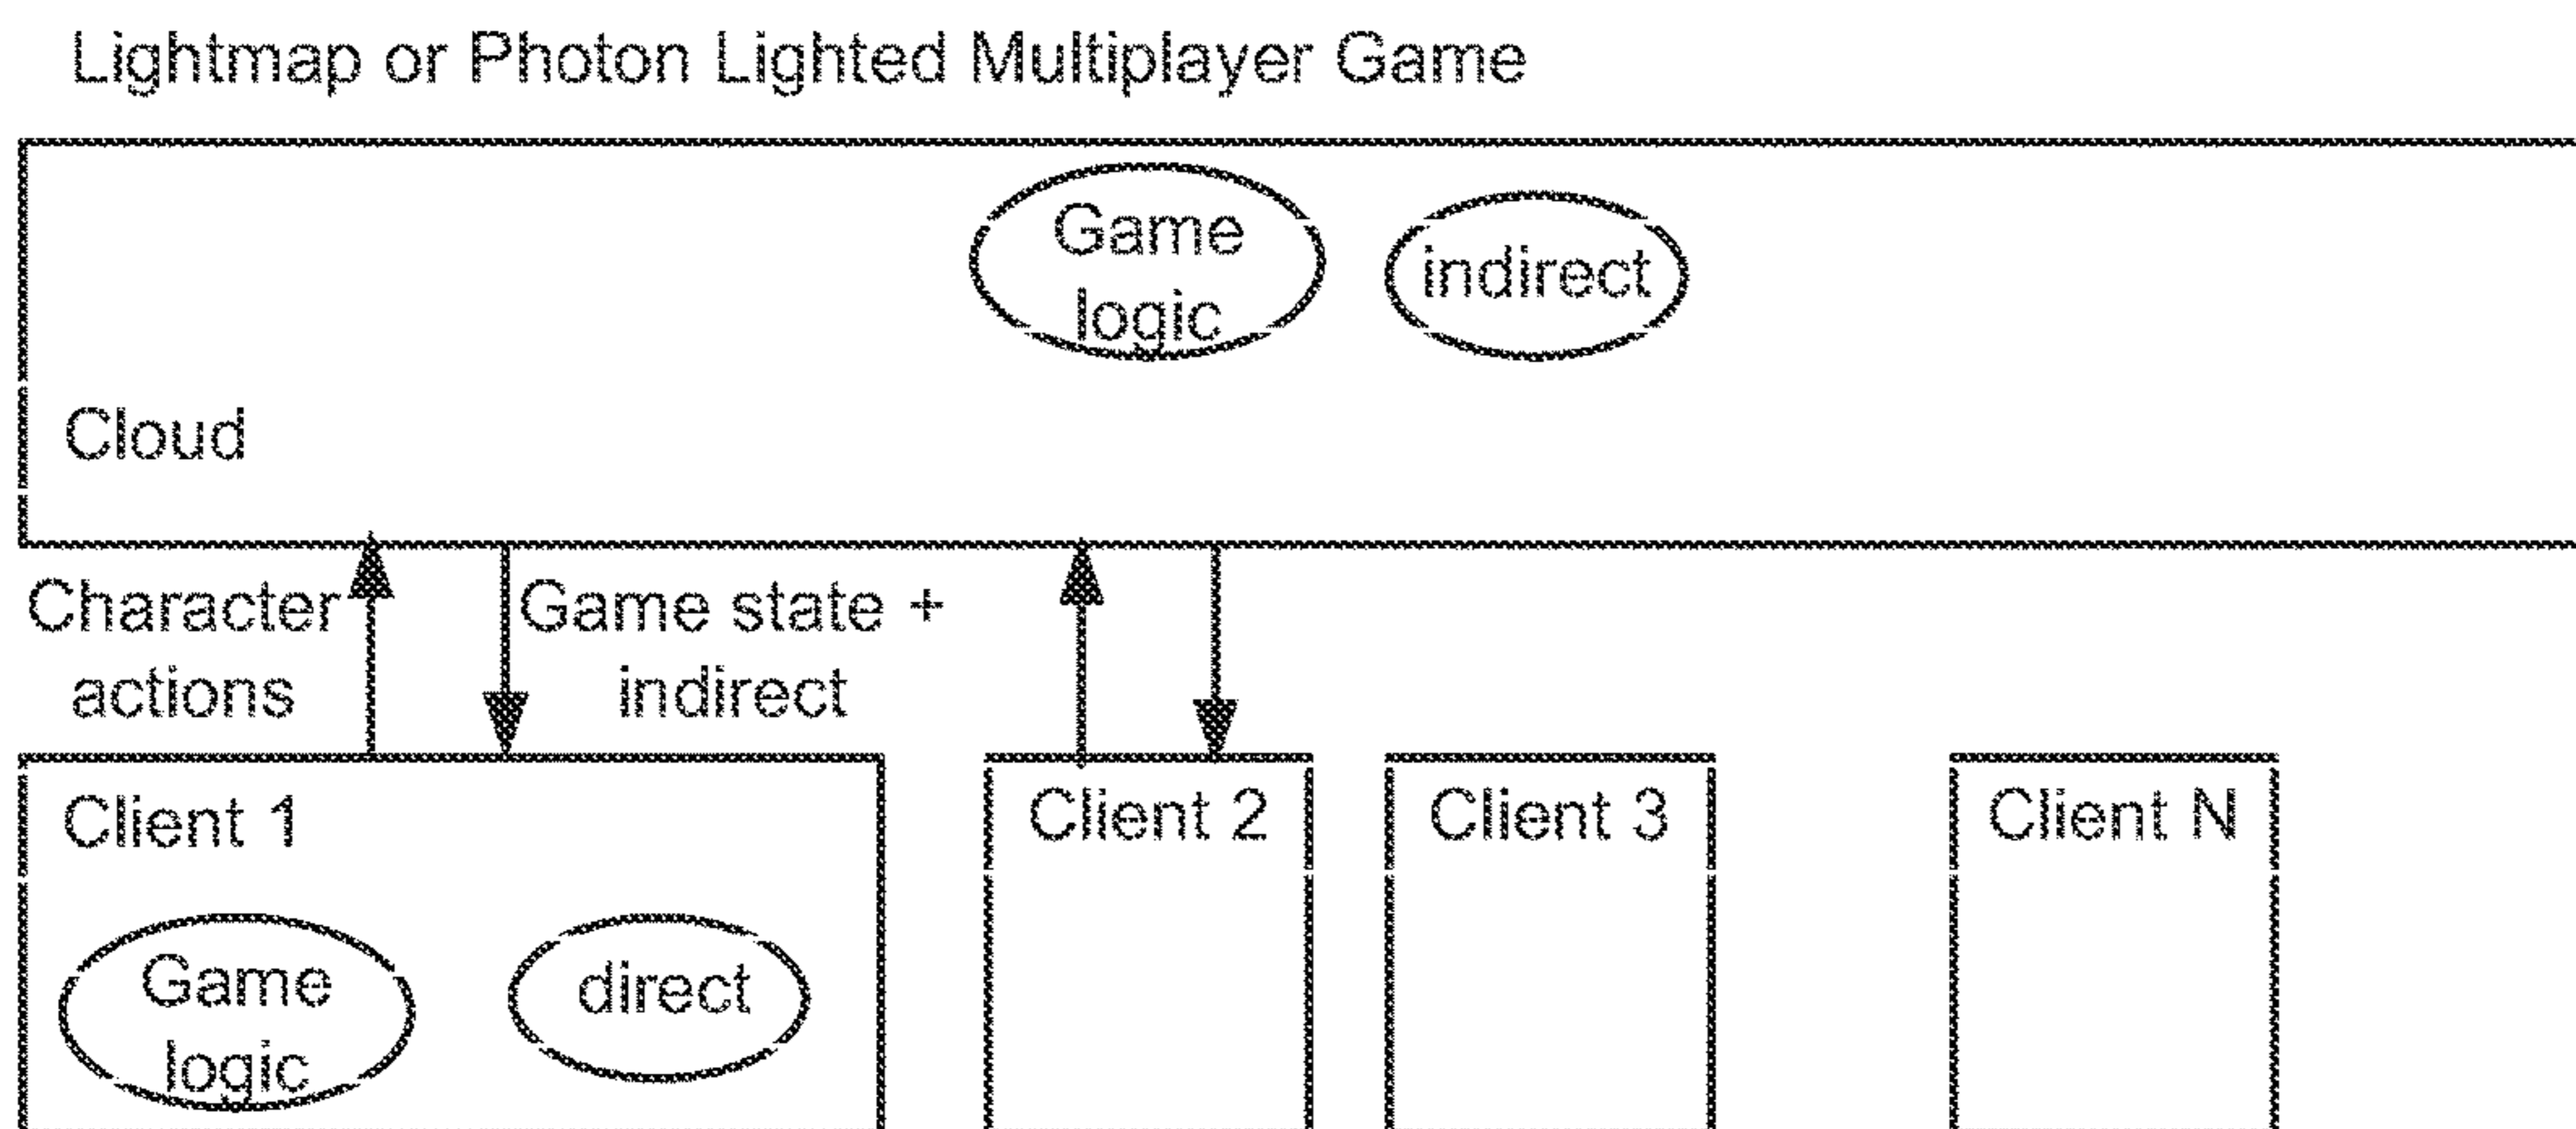 Lightmap or Photon Lighted Multiplayer Game
Game
logic
indirect
Cloud
Character
actions
Game state +
indirect
Client 1
Game
logic
direct
Client 2
Client 3
Client N